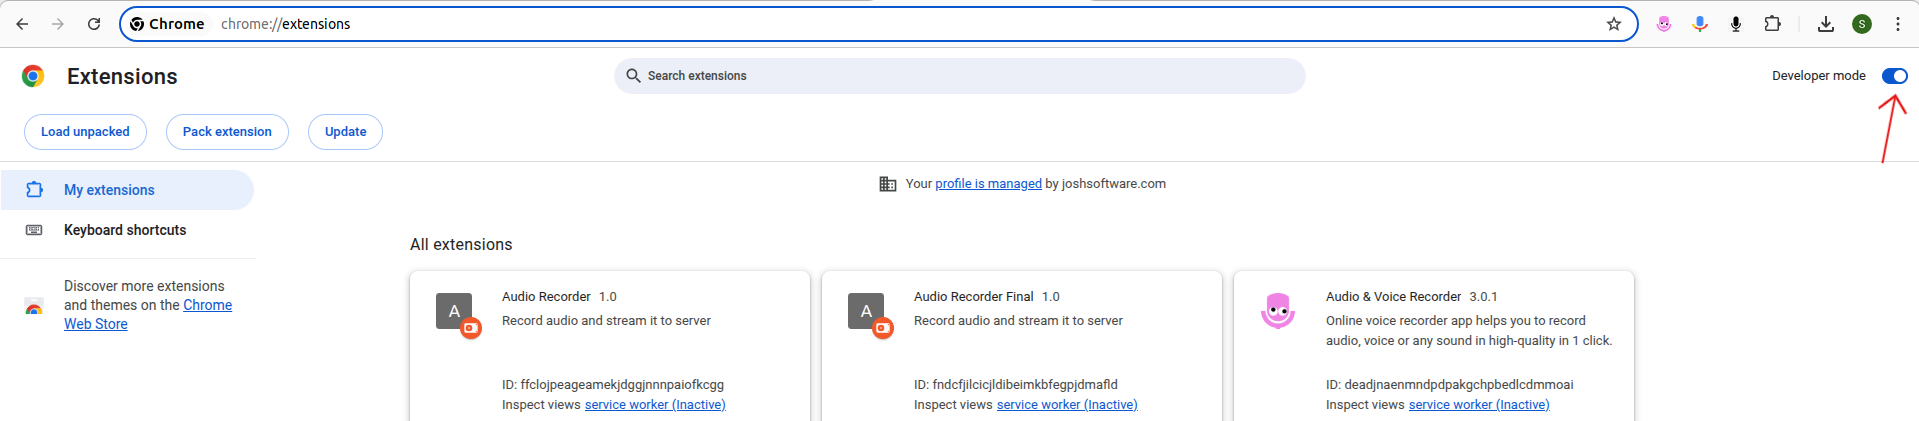 Chrome chrome://extensions
S
Extensions
Search extensions
Developer mode
Load unpacked
Pack extension
Update
My extensions
Keyboard shortcuts
Discover more extensions
and themes on the Chrome
Web Store
Your profile is managed by joshsoftware.com
All extensions
A
Audio Recorder 1.0
Record audio and stream it to server
ID: ffclojpeageamekjdggjnnnpaiofkcgg
Inspect views service worker (Inactive)
A
Audio Recorder Final 1.0
Record audio and stream it to server
ID: fndcfjilcicjldibeimkbfegpjdmafld
Inspect views service worker (Inactive)
Audio & Voice Recorder 3.0.1
Online voice recorder app helps you to record
audio, voice or any sound in high-quality in 1 click.
ID: deadjnaenmndpdpakgchpbedlcdmmoai
Inspect views service worker (Inactive)